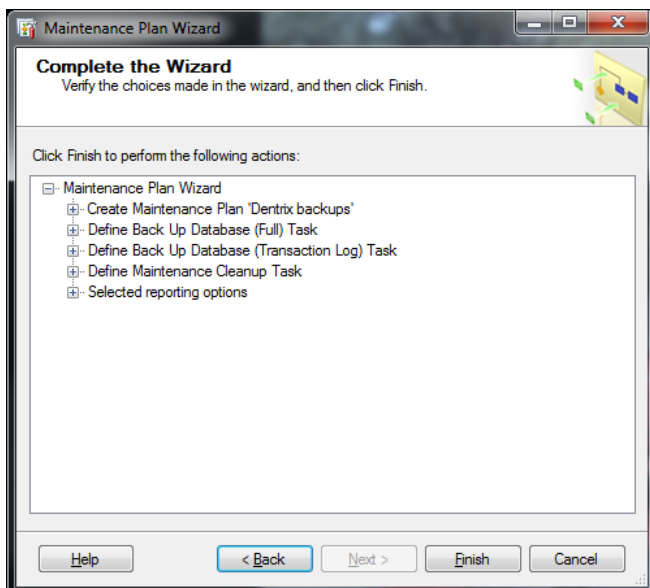 Maintenance Plan Wizard
Complete the Wizard
Verify the choices made in the wizard, and then click Finish.
Click Finish to perform the following actions:
Maintenance Plan Wizard
Create Maintenance Plan 'Dentrix backups'
Define Back Up Database (Full) Task
Define Back Up Database (Transaction Log) Task
Define Maintenance Cleanup Task
Selected reporting options
Help
< Back
Next >
Finish
Cancel